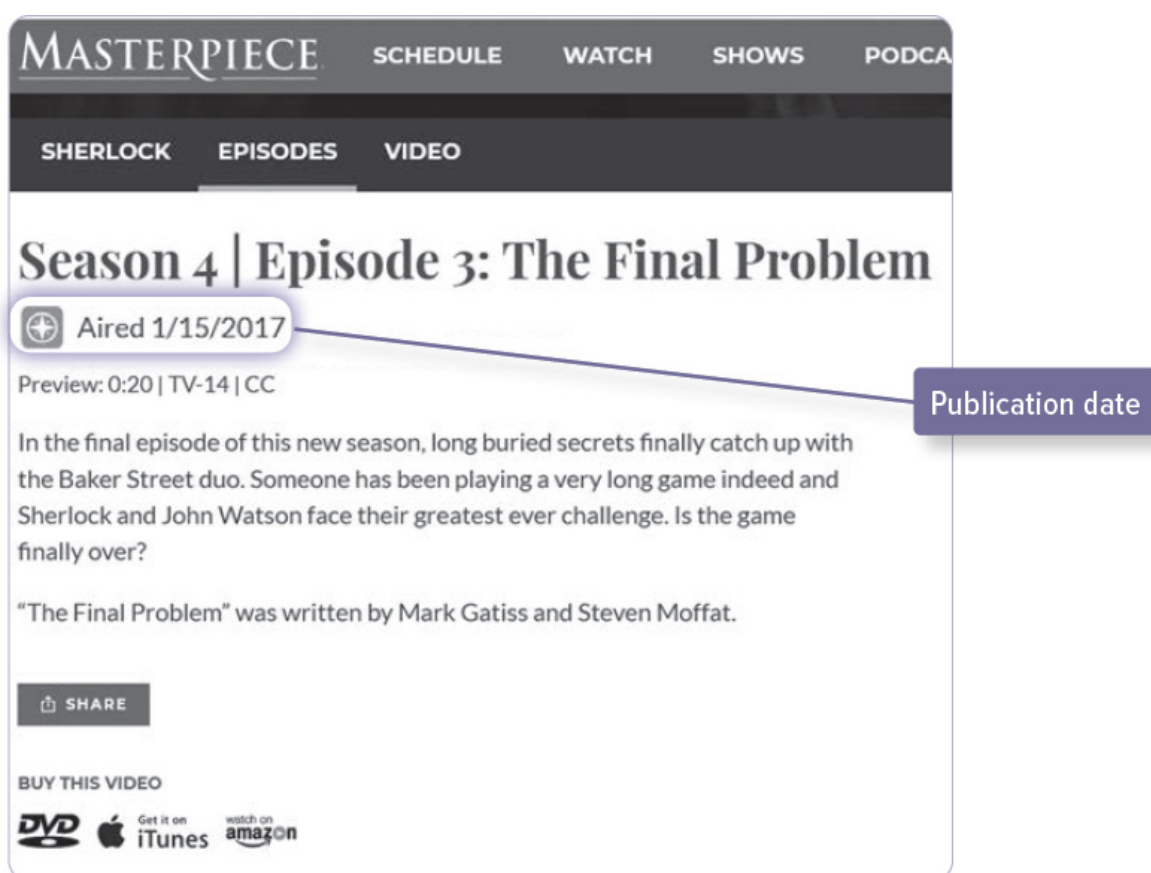 MASTERPIECE SCHEDULE WATCH SHOWS PODCA
SHERLOCK EPISODES VIDEO
Season 4 | Episode 3: The Final Problem
Aired 1/15/2017
Publication date
Preview: 0:20 | TV-14 | CC
In the final episode of this new season, long buried secrets finally catch up with
the Baker Street duo. Someone has been playing a very long game indeed and
Sherlock and John Watson face their greatest ever challenge. Is the game
finally over?
“The Final Problem” was written by Mark Gatiss and Steven Moffat.
SHARE
BUY THIS VIDEO
DVD Get it on iTunes watch on amazon